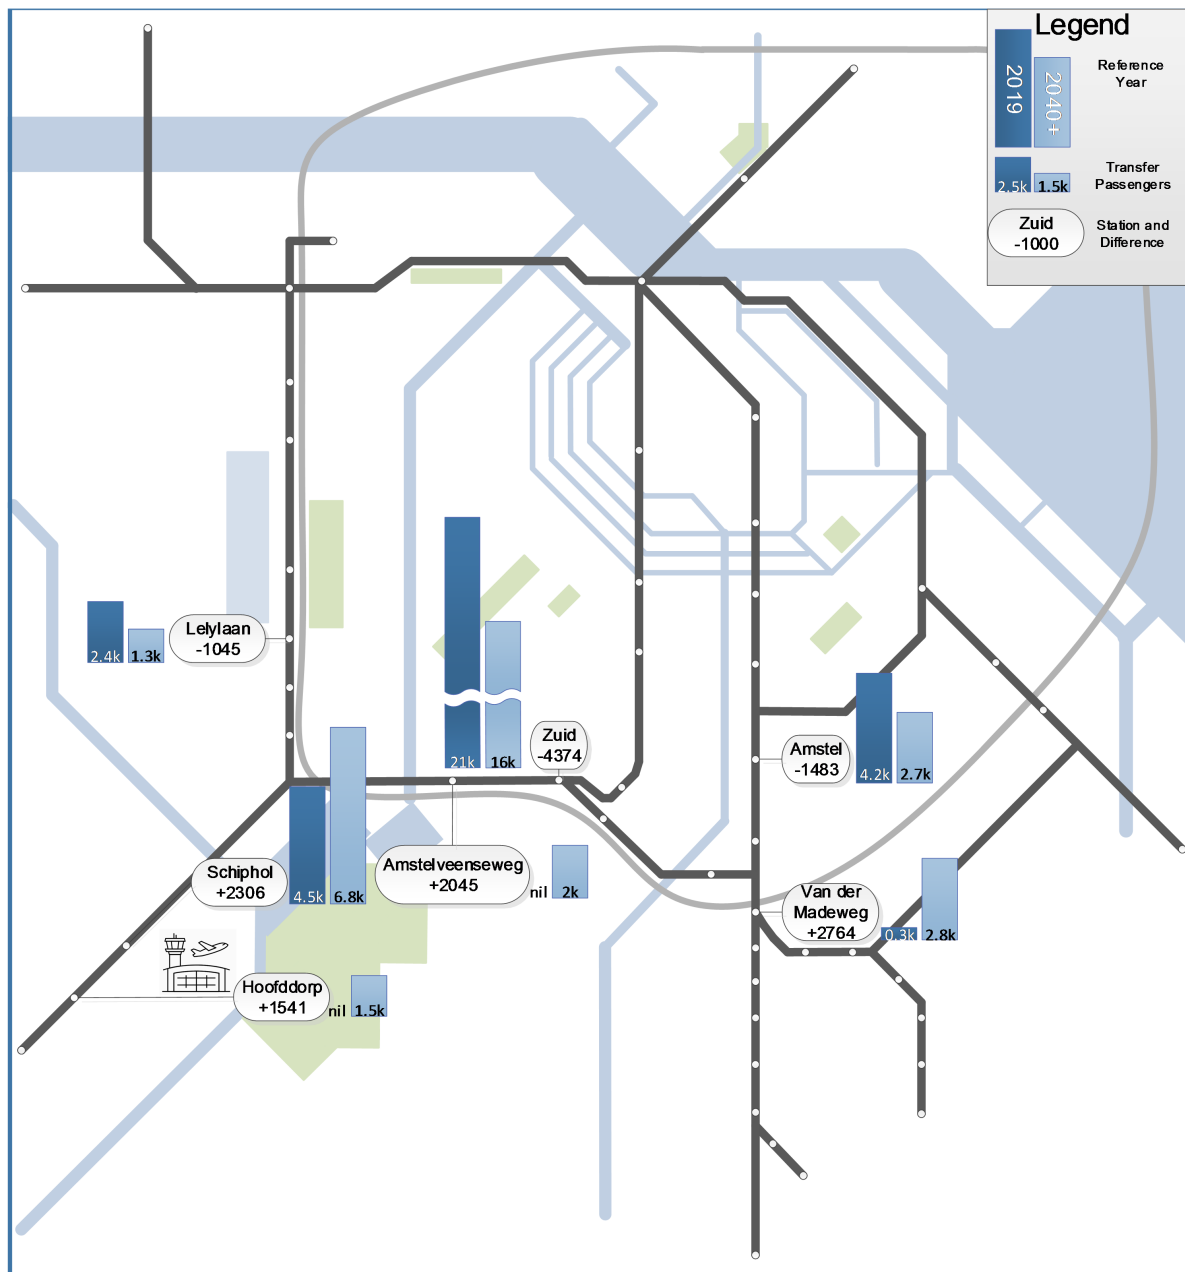 Legend
2019
2040+
Reference
Year
2.5k
1.5k
Transfer
Passengers
Zuid
-1000
Station and
Difference
2.4k
1.3k
Lelylaan
-1045
21k
16k
Zuid
-4374
Amstel
-1483
4.2k
2.7k
Schiphol
+2306
4.5k
6.8k
Amstelveenseweg
+2045
nil
2k
Van der
Madeweg
+2764
0.3k
2.8k
Hoofddorp
+1541
nil
1.5k